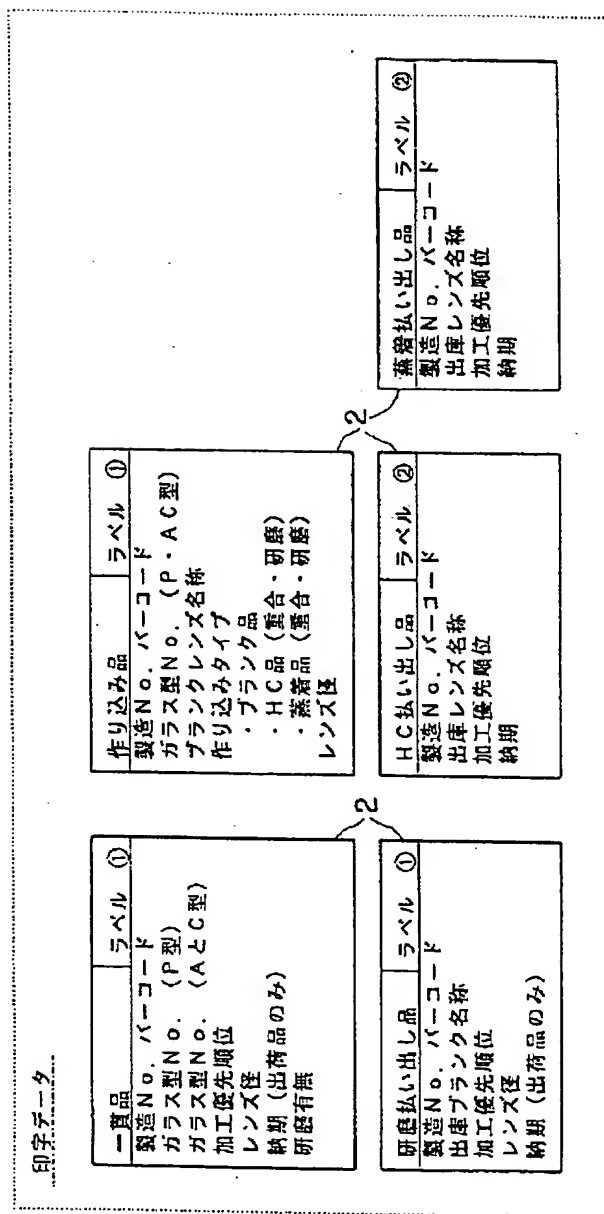 印字データ
一貫品 ラベル ①
製造No. バーコード
ガラス型No. (P型)
ガラス型No. (AとC型)
加工優先順位
レンズ径
納期 (出荷品のみ)
研磨有無
研磨払い出し品 ラベル ①
製造No. バーコード
出庫ブランク名称
加工優先順位
レンズ径
納期 (出荷品のみ)
2
作り込み品 ラベル ①
製造No. バーコード
ガラス型No. (P・AC型)
ブランクレンズ名称
作り込みタイプ
・ブランク品
・HC品 (重合・研磨)
・蒸着品 (重合・研磨)
レンズ径
HC払い出し品 ラベル ②
製造No. バーコード
出庫レンズ名称
加工優先順位
納期
2
蒸着払い出し品 ラベル ②
製造No. バーコード
出庫レンズ名称
加工優先順位
納期